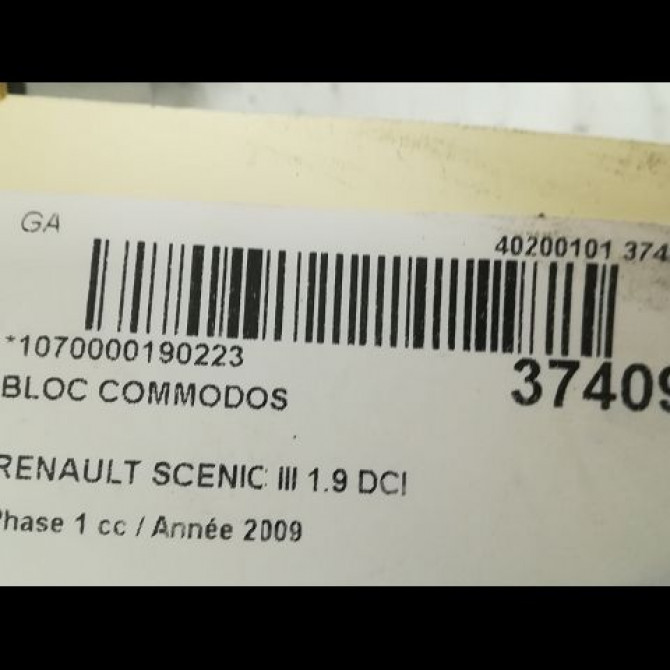 GA
40200101 374
*1070000190223
37409
BLOC COMMODOS
RENAULT SCENIC III 1.9 DCI
Phase 1 cc / Année 2009